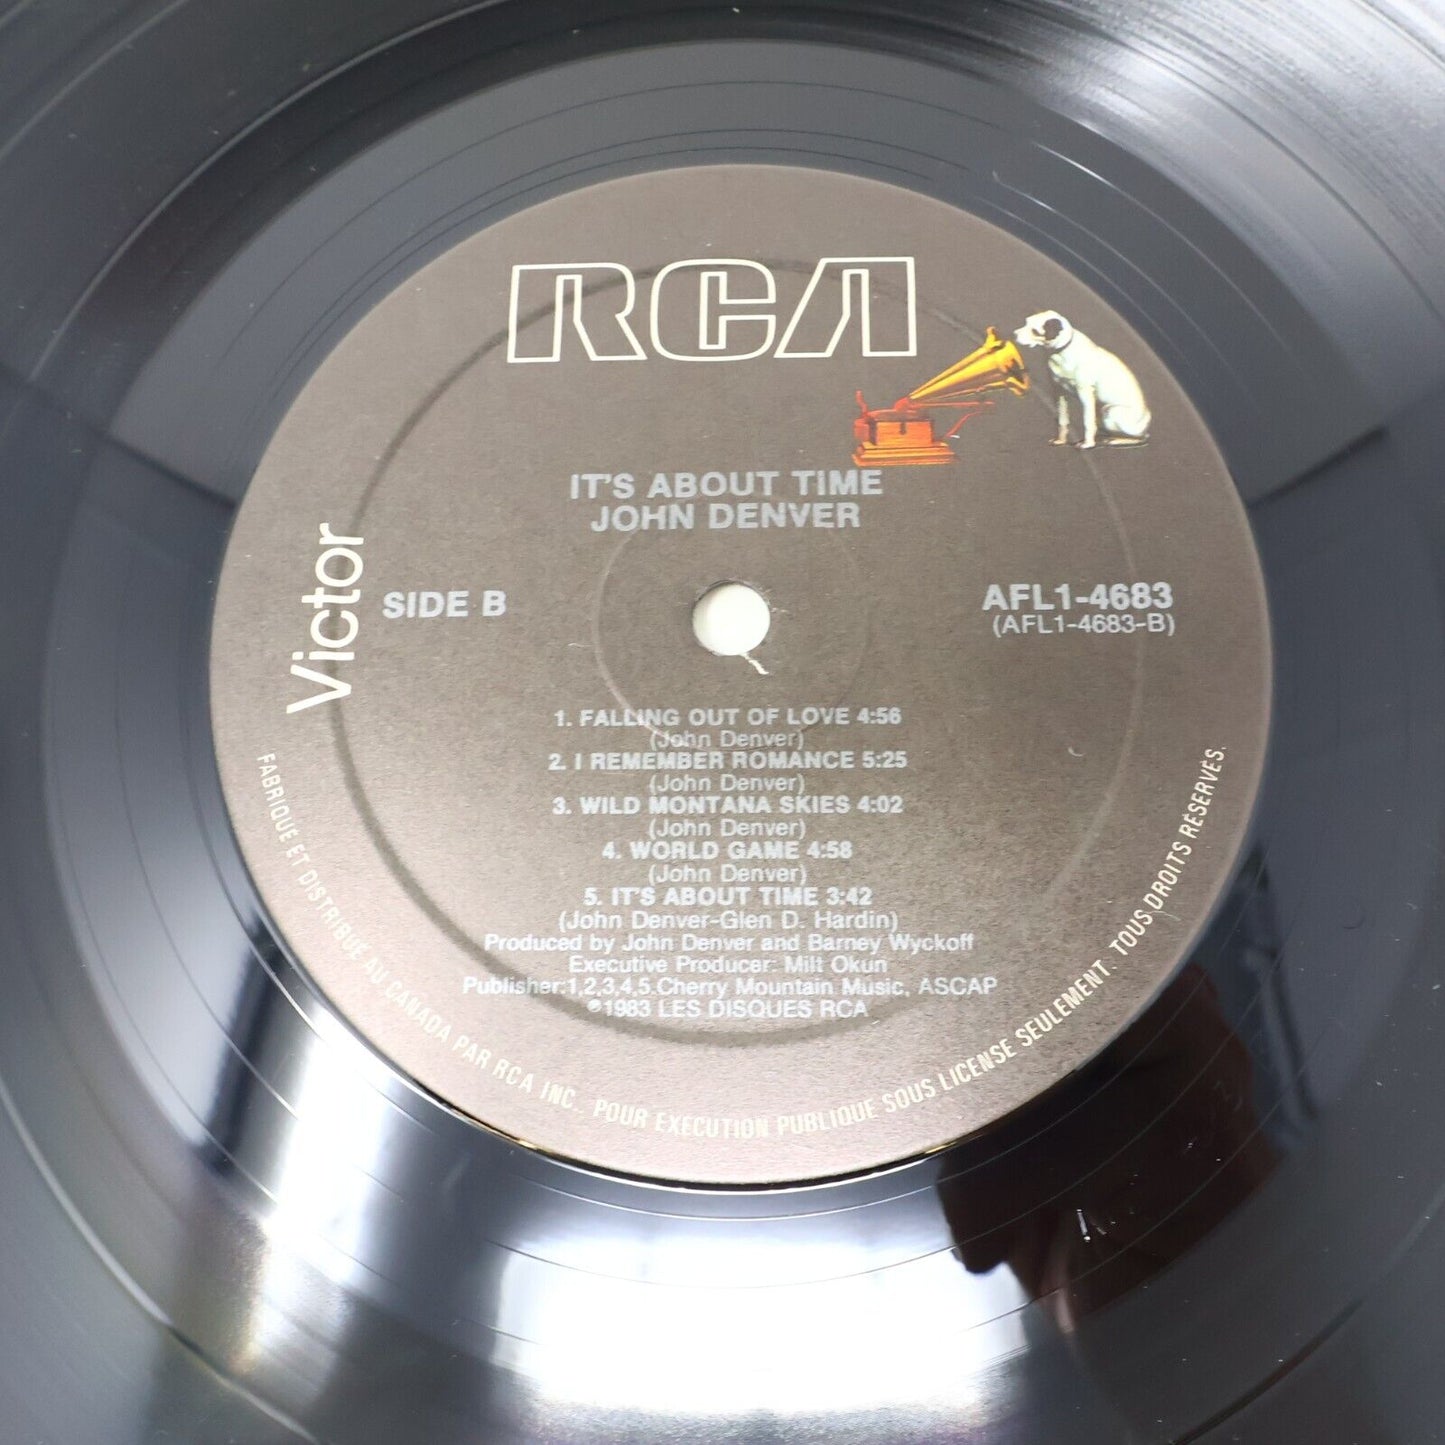 RCA
IT'S ABOUT TIME
JOHN DENVER
Victor
SIDE B
AFL1-4683
(AFL1-4683-B)
1. FALLING OUT OF LOVE 4:56
(John Denver)
2. I REMEMBER ROMANCE 5:25
(John Denver)
3. WILD MONTANA SKIES 4:02
(John Denver)
4. WORLD GAME 4:58
(John Denver)
5. IT'S ABOUT TIME 3:42
(John Denver-Glen D. Hardin)
Produced by John Denver and Barney Wyckoff
Executive Producer: Milt Okun
Publisher:1,2,3,4,5.Cherry Mountain Music, ASCAP
℗1983 LES DISQUES RCA
FABRIQUÉ ET DISTRIBUÉ AU CANADA PAR RCA INC., POUR EXECUTION PUBLIQUE SOUS LICENSE SEULEMENT. TOUS DROITS RÉSERVÉS.